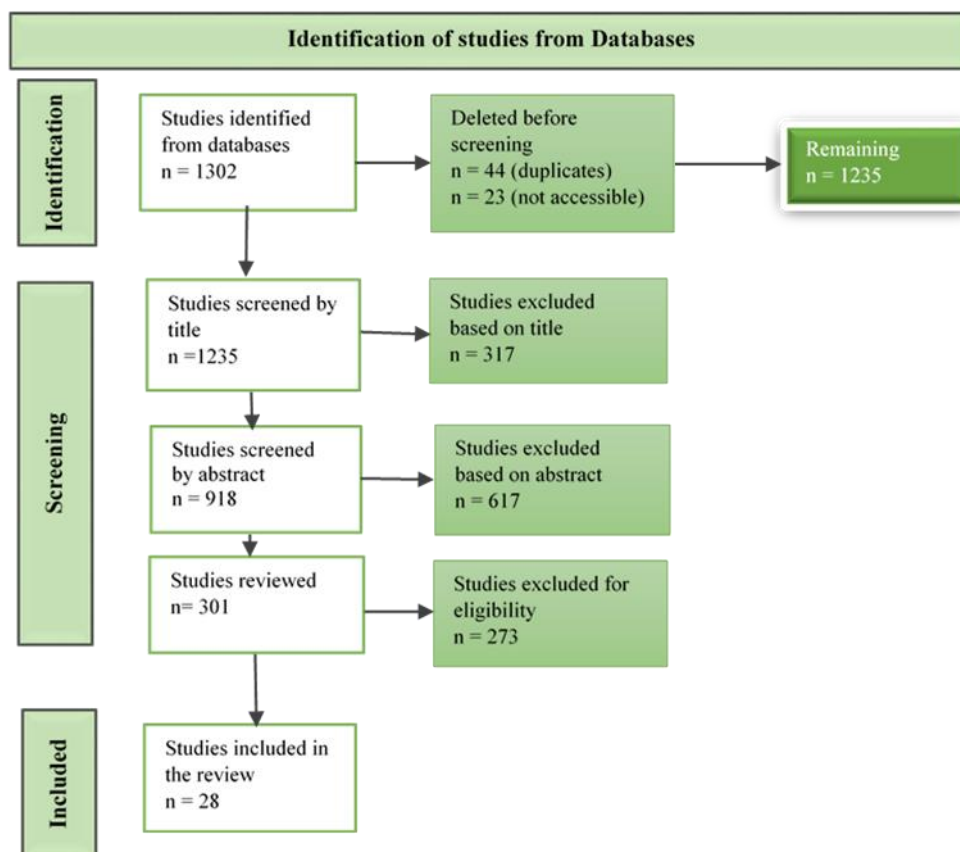 Identification of studies from Databases
Identification
Studies identified
from databases
n = 1302
Deleted before
screening
n = 44 (duplicates)
n = 23 (not accessible)
Remaining
n = 1235
Screening
Studies screened by
title
n =1235
Studies excluded
based on title
n = 317
Studies screened
by abstract
n = 918
Studies excluded
based on abstract
n = 617
Studies reviewed
n= 301
Studies excluded for
eligibility
n = 273
Included
Studies included in
the review
n = 28